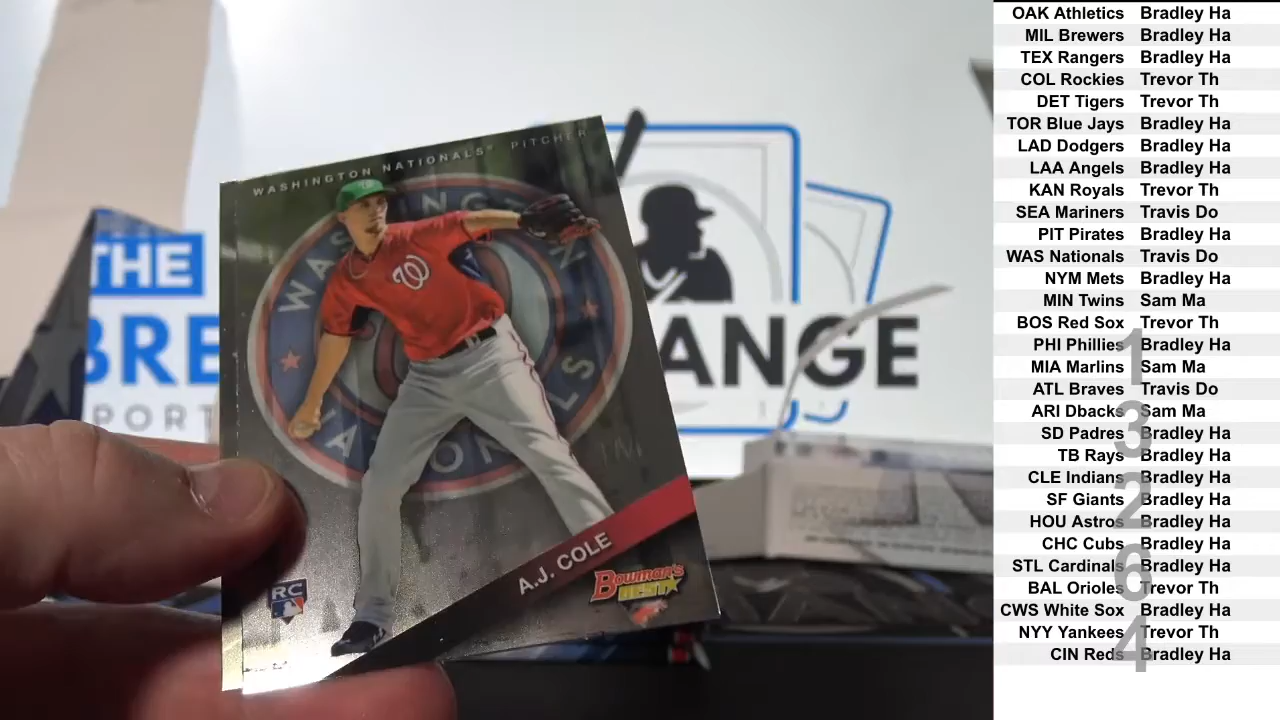 WASHINGTON NATIONALS PITCHER
W
A.J. COLE
RC
Bowman's
BEST
THE
BRE
PORT
ANGE
OAK Athletics Bradley Ha
MIL Brewers Bradley Ha
TEX Rangers Bradley Ha
COL Rockies Trevor Th
DET Tigers Trevor Th
TOR Blue Jays Bradley Ha
LAD Dodgers Bradley Ha
LAA Angels Bradley Ha
KAN Royals Trevor Th
SEA Mariners Travis Do
PIT Pirates Bradley Ha
WAS Nationals Travis Do
NYM Mets Bradley Ha
MIN Twins Sam Ma
BOS Red Sox Trevor Th
PHI Phillies Bradley Ha
MIA Marlins Sam Ma
ATL Braves Travis Do
ARI Dbacks Sam Ma
SD Padres Bradley Ha
TB Rays Bradley Ha
CLE Indians Bradley Ha
SF Giants Bradley Ha
HOU Astros Bradley Ha
CHC Cubs Bradley Ha
STL Cardinals Bradley Ha
BAL Orioles Trevor Th
CWS White Sox Bradley Ha
NYY Yankees Trevor Th
CIN Reds Bradley Ha
1
3
2
6
4